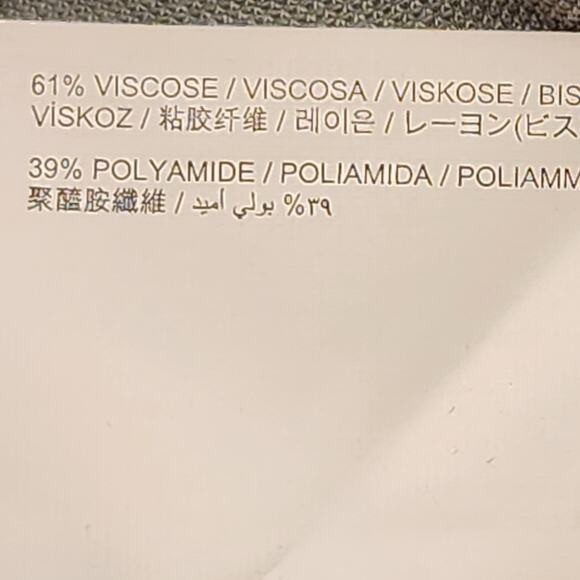 61% VISCOSE / VISCOSA / VISKOSE / BIS
VİSKOZ / 粘胶纤维 / 레이온 / レーヨン(ビス
39% POLYAMIDE / POLIAMIDA / POLIAMM
聚醯胺纖維 / ٣٩% بولي أميد